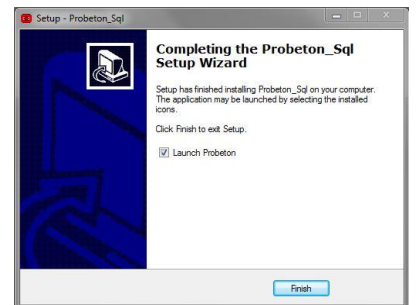 Setup - Probeton_Sql
Completing the Probeton_Sql
Setup Wizard
Setup has finished installing Probeton_Sql on your computer.
The application may be launched by selecting the installed
icons.
Click Finish to exit Setup.
Launch Probeton
Finish